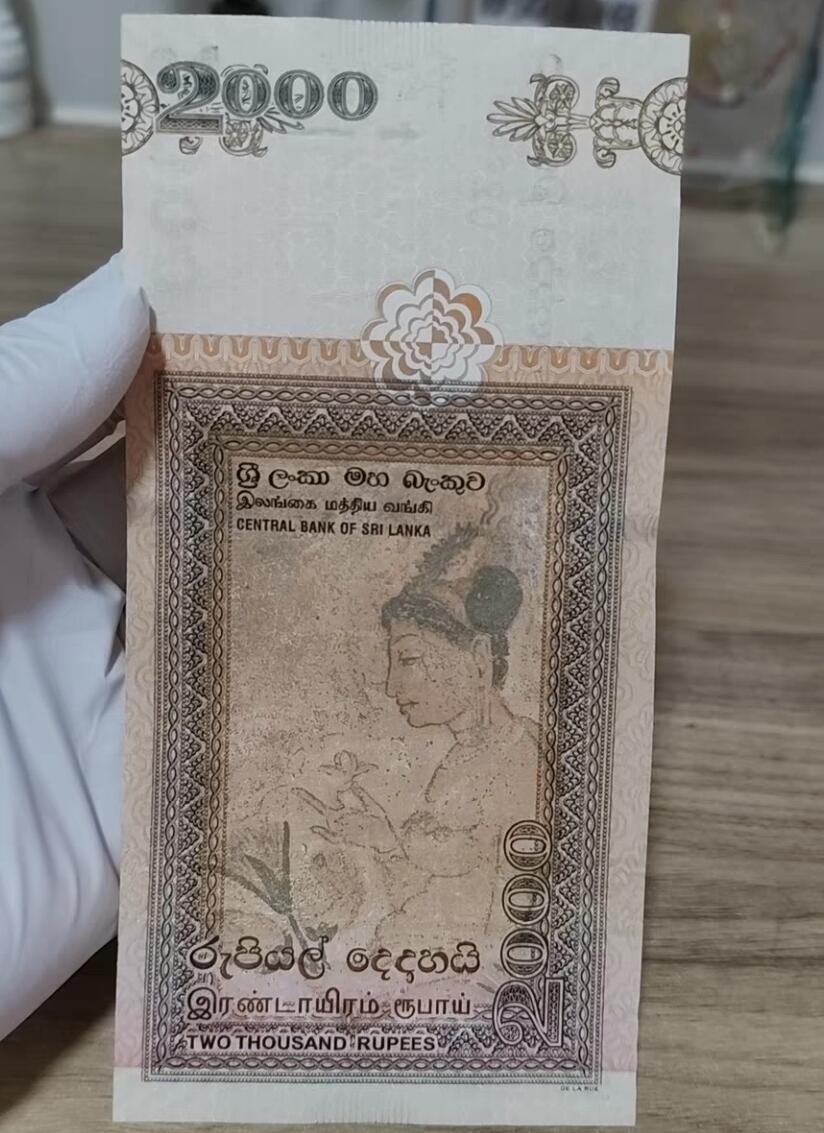 2000
ශ්‍රී ලංකා මහ බැංකුව
இலங்கை மத்திய வங்கி
CENTRAL BANK OF SRI LANKA
රුපියල් දෙදහයි
இரண்டாயிரம் ரூபாய்
TWO THOUSAND RUPEES
2000
DE LA RUE